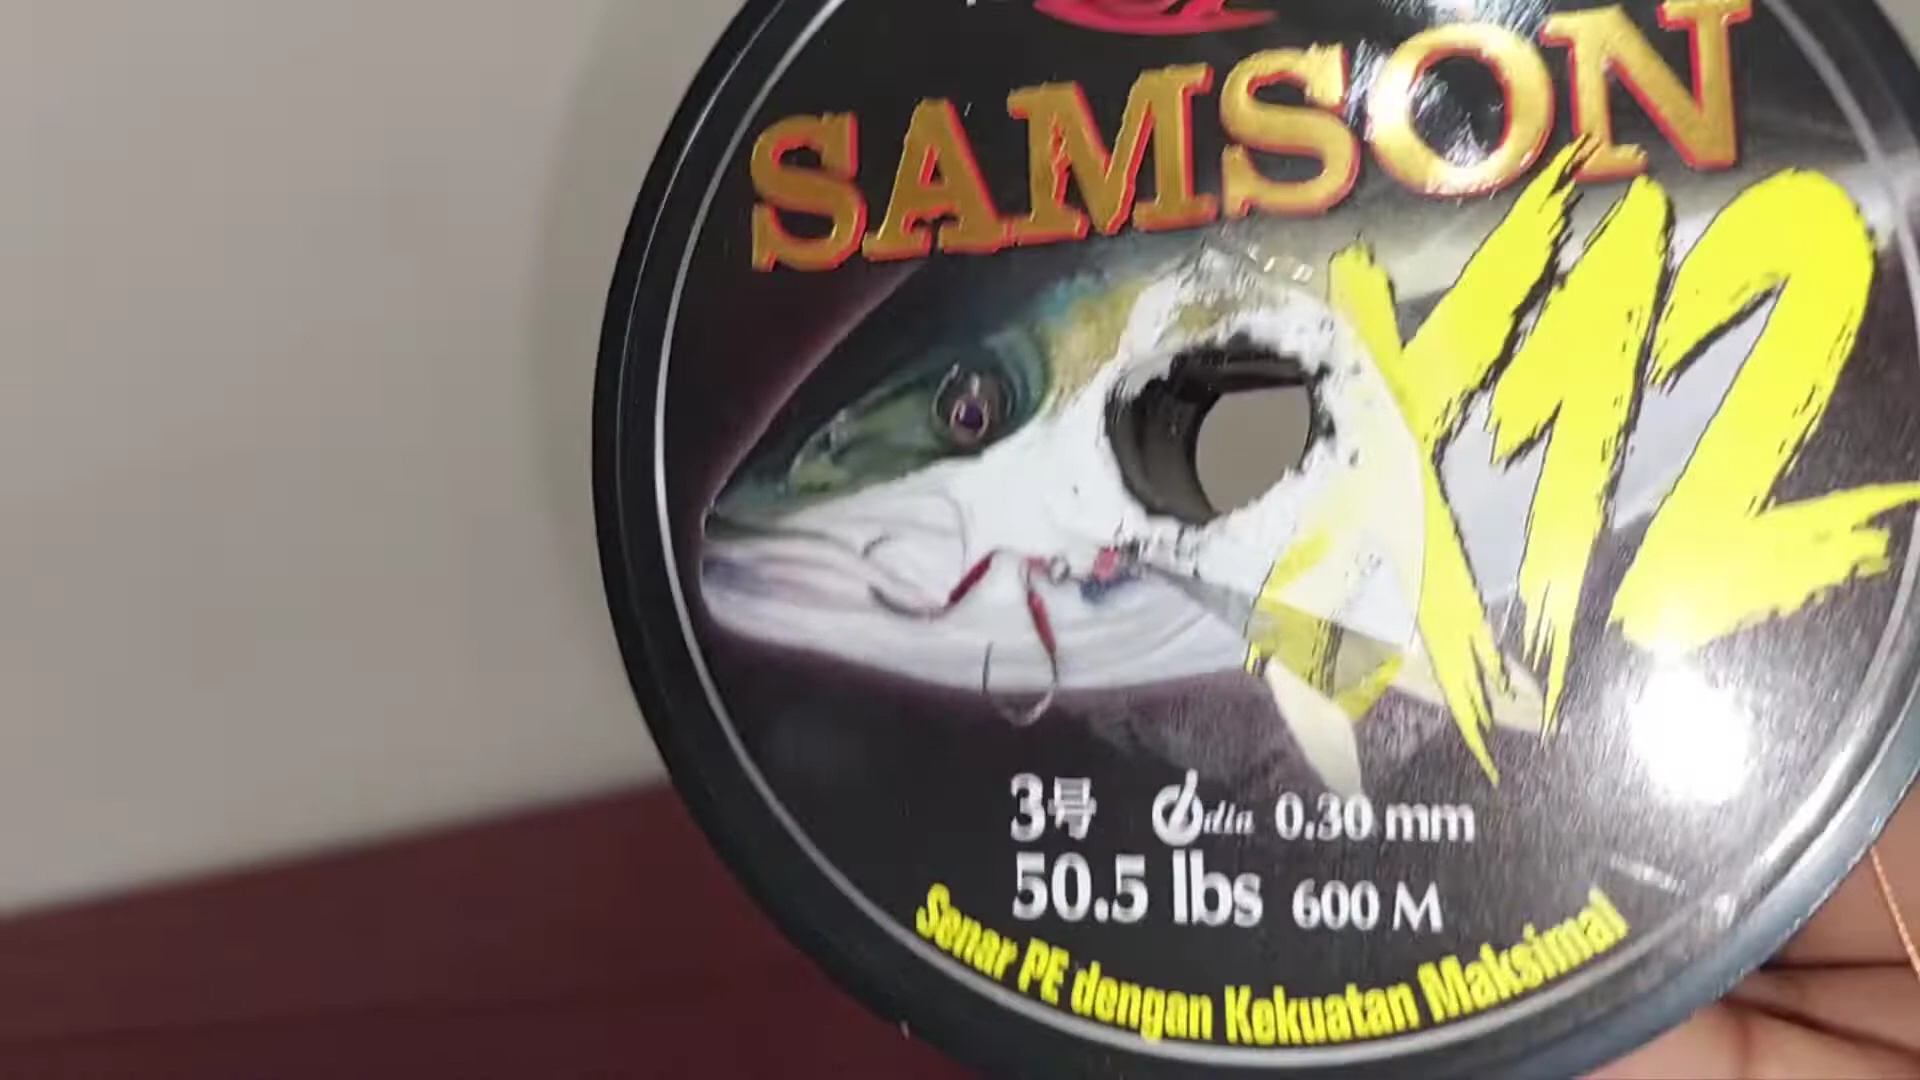 SAMSON
X12
3号 dia 0.30 mm
50.5 lbs 600 M
Senar PE dengan Kekuatan Maksimal